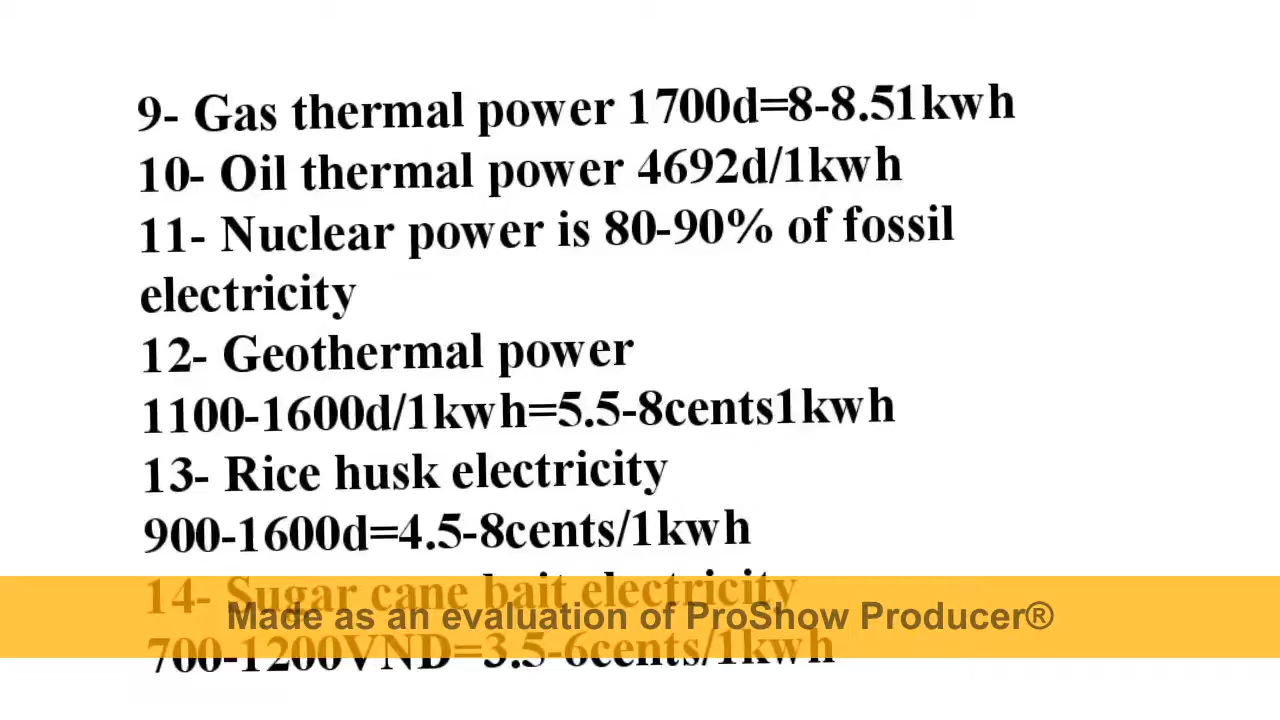 9- Gas thermal power 1700d=8-8.51kwh
10- Oil thermal power 4692d/1kwh
11- Nuclear power is 80-90% of fossil
electricity
12- Geothermal power
1100-1600d/1kwh=5.5-8cents1kwh
13- Rice husk electricity
900-1600d=4.5-8cents/1kwh
14- Sugar cane bait electricity
Made as an evaluation of ProShow Producer®
700-1200VND=3.5-6cents/1kwh